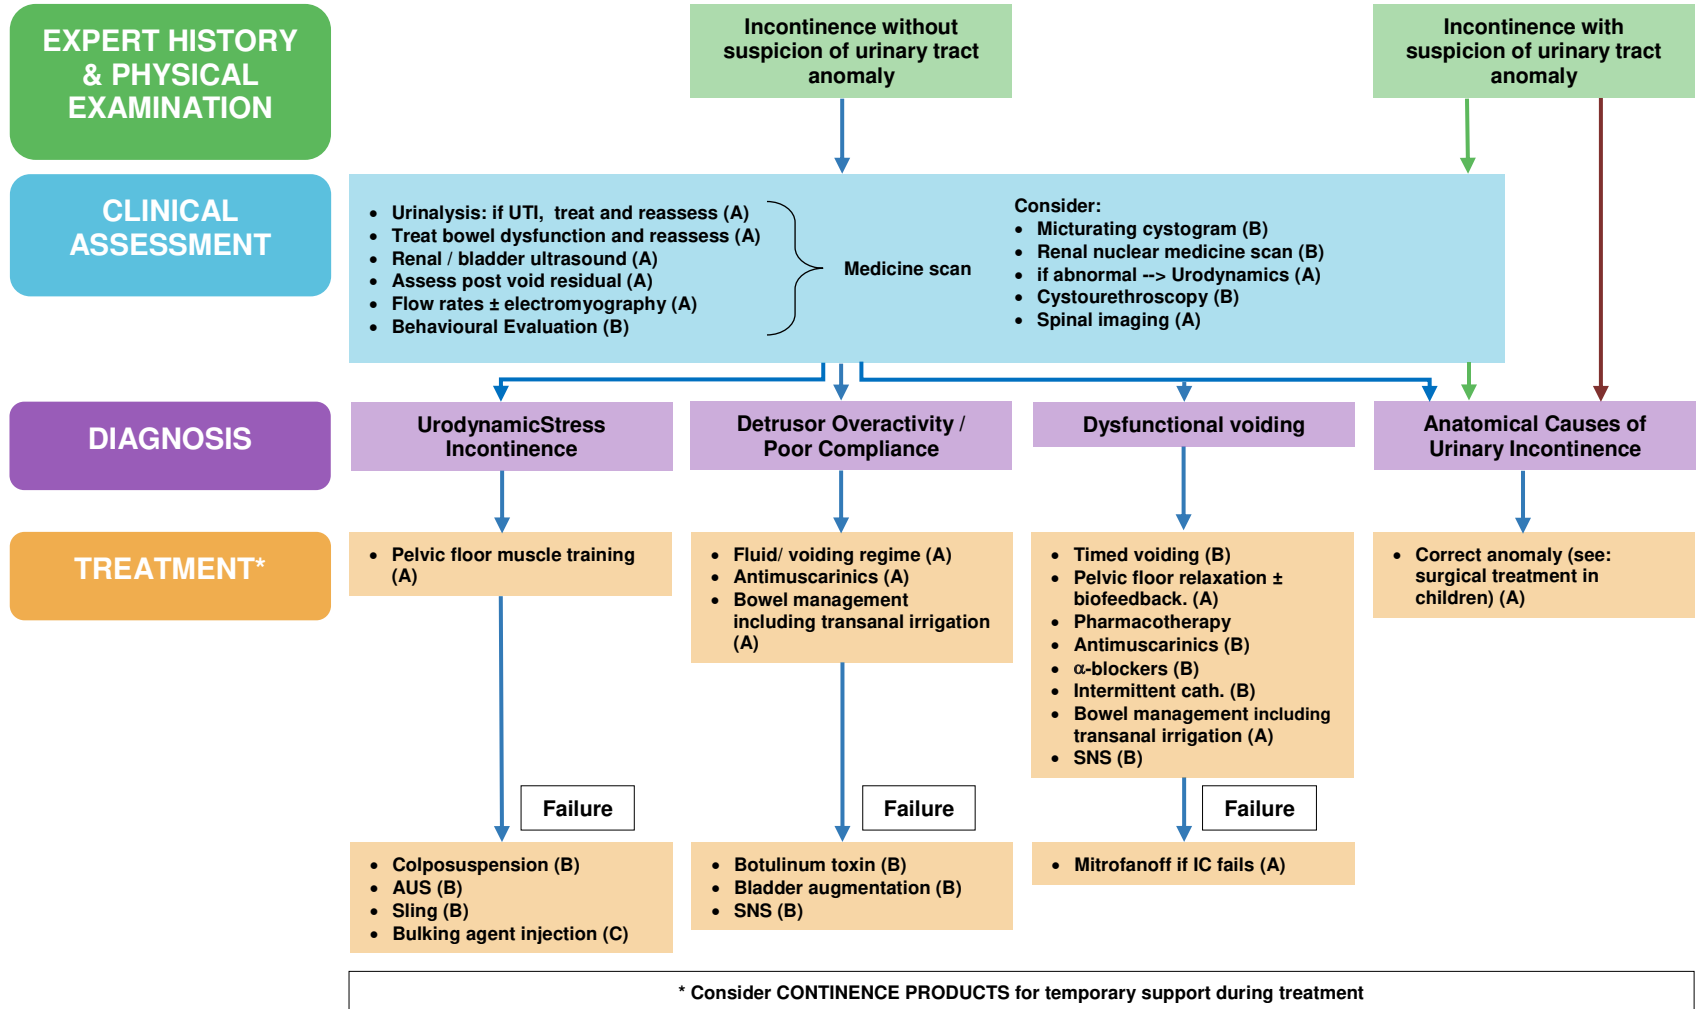 EXPERT HISTORY
& PHYSICAL
EXAMINATION
Incontinence without
suspicion of urinary tract
anomaly
Incontinence with
suspicion of urinary tract
anomaly
CLINICAL
ASSESSMENT
• Urinalysis: if UTI, treat and reassess (A)
• Treat bowel dysfunction and reassess (A)
• Renal / bladder ultrasound (A)
• Assess post void residual (A)
• Flow rates ± electromyography (A)
• Behavioural Evaluation (B)
Medicine scan
Consider:
• Micturating cystogram (B)
• Renal nuclear medicine scan (B)
• if abnormal --> Urodynamics (A)
• Cystourethroscopy (B)
• Spinal imaging (A)
DIAGNOSIS
UrodynamicStress
Incontinence
Detrusor Overactivity /
Poor Compliance
Dysfunctional voiding
Anatomical Causes of
Urinary Incontinence
TREATMENT*
• Pelvic floor muscle training
(A)
• Fluid/ voiding regime (A)
• Antimuscarinics (A)
• Bowel management
including transanal irrigation
(A)
• Timed voiding (B)
• Pelvic floor relaxation ±
biofeedback. (A)
• Pharmacotherapy
• Antimuscarinics (B)
• α-blockers (B)
• Intermittent cath. (B)
• Bowel management including
transanal irrigation (A)
• SNS (B)
• Correct anomaly (see:
surgical treatment in
children) (A)
Failure
Failure
Failure
• Colposuspension (B)
• AUS (B)
• Sling (B)
• Bulking agent injection (C)
• Botulinum toxin (B)
• Bladder augmentation (B)
• SNS (B)
• Mitrofanoff if IC fails (A)
* Consider CONTINENCE PRODUCTS for temporary support during treatment